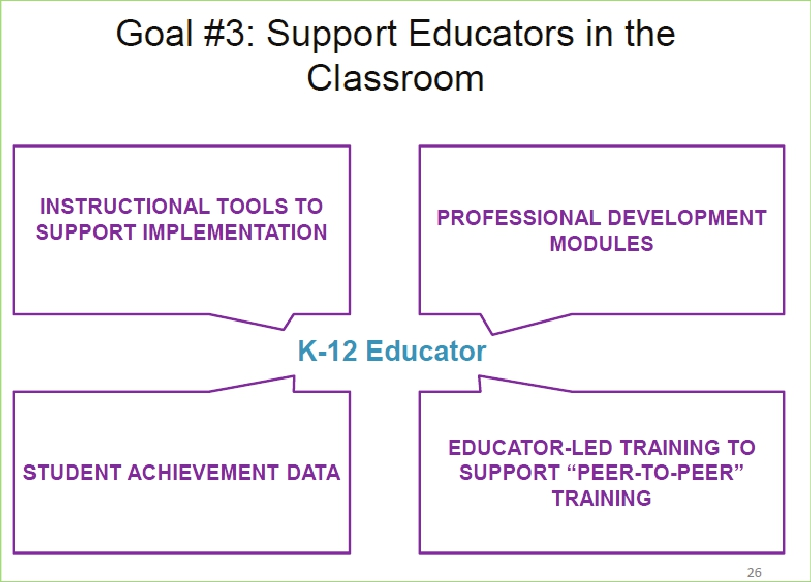 Goal #3: Support Educators in the
Classroom
INSTRUCTIONAL TOOLS TO
SUPPORT IMPLEMENTATION
PROFESSIONAL DEVELOPMENT
MODULES
K-12 Educator
STUDENT ACHIEVEMENT DATA
EDUCATOR-LED TRAINING TO
SUPPORT “PEER-TO-PEER”
TRAINING
26